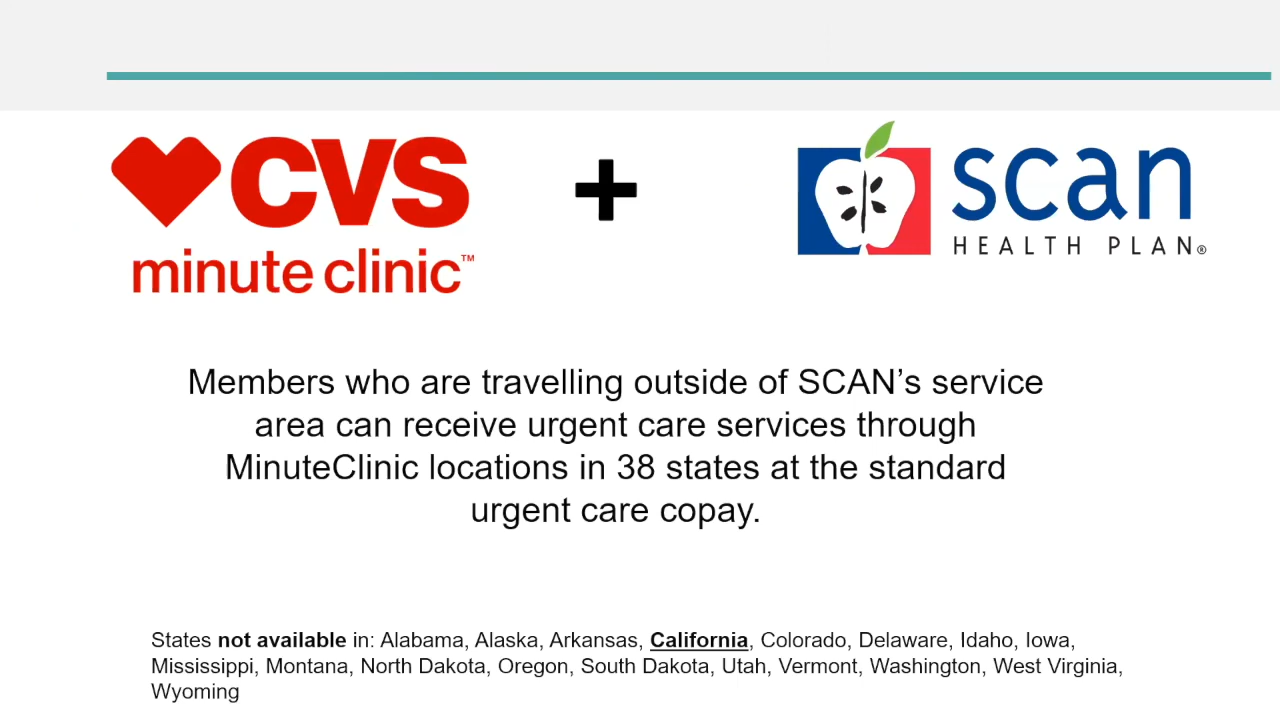 CVS
minute clinic™
+
scan
HEALTH PLAN®
Members who are travelling outside of SCAN’s service
area can receive urgent care services through
MinuteClinic locations in 38 states at the standard
urgent care copay.
States not available in: Alabama, Alaska, Arkansas, California, Colorado, Delaware, Idaho, Iowa,
Mississippi, Montana, North Dakota, Oregon, South Dakota, Utah, Vermont, Washington, West Virginia,
Wyoming